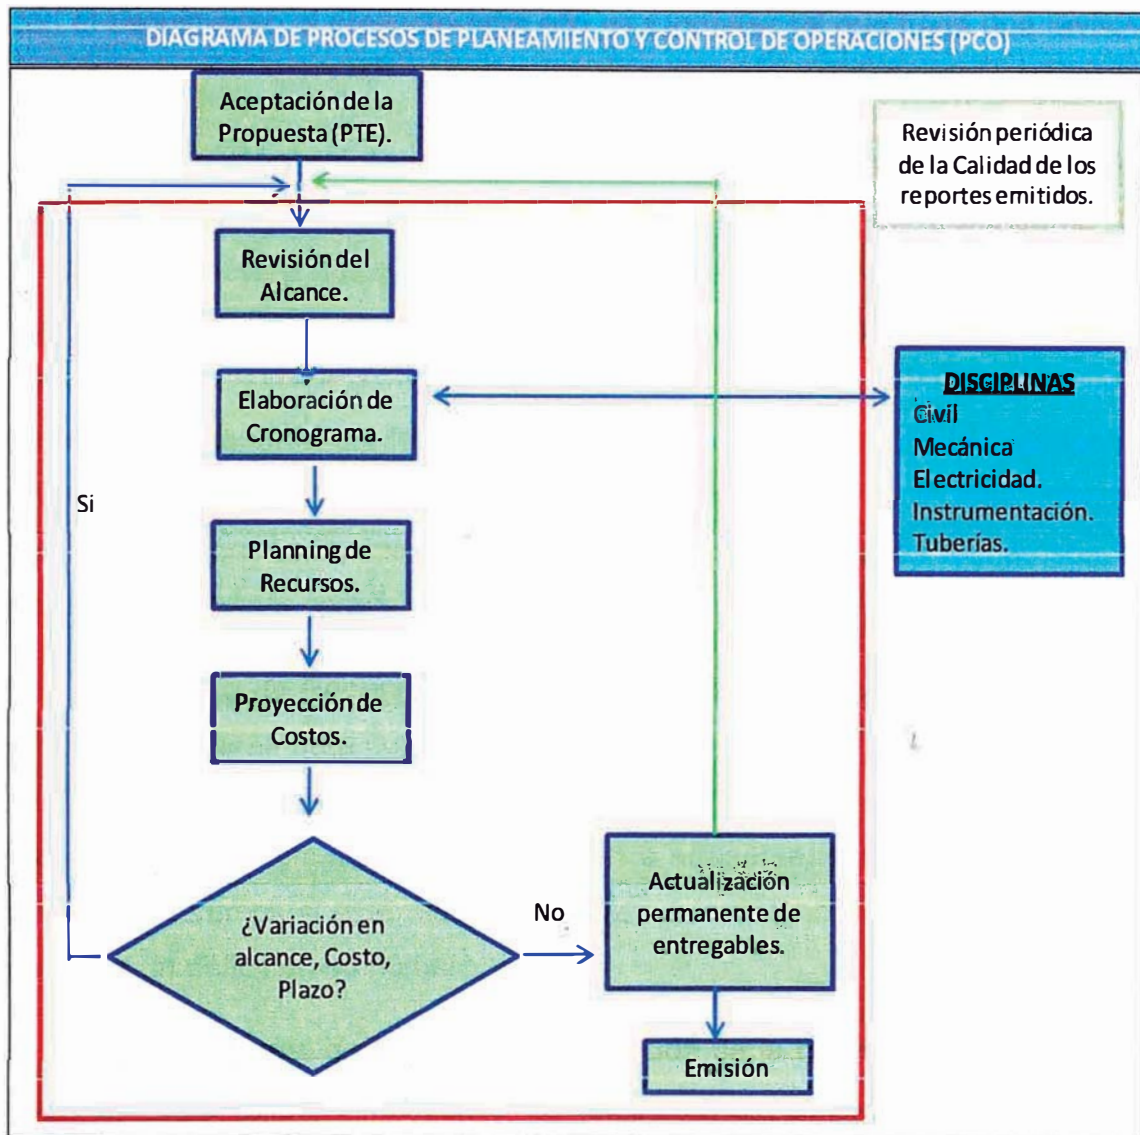 DIAGRAMA DE PROCESOS DE PLANEAMIENTO Y CONTROL DE OPERACIONES (PCO)
Aceptación de la
Propuesta (PTE).
Revisión periódica
de la Calidad de los
reportes emitidos.
Revisión del
Alcance.
Elaboración de
Cronograma.
DISCIPLINAS
Civil
Mecánica
Electricidad.
Instrumentación.
Tuberías.
Si
Planning de
Recursos.
Proyección de
Costos.
¿Variación en
alcance, Costo,
Plazo?
No
Actualización
permanente de
entregables.
Emisión